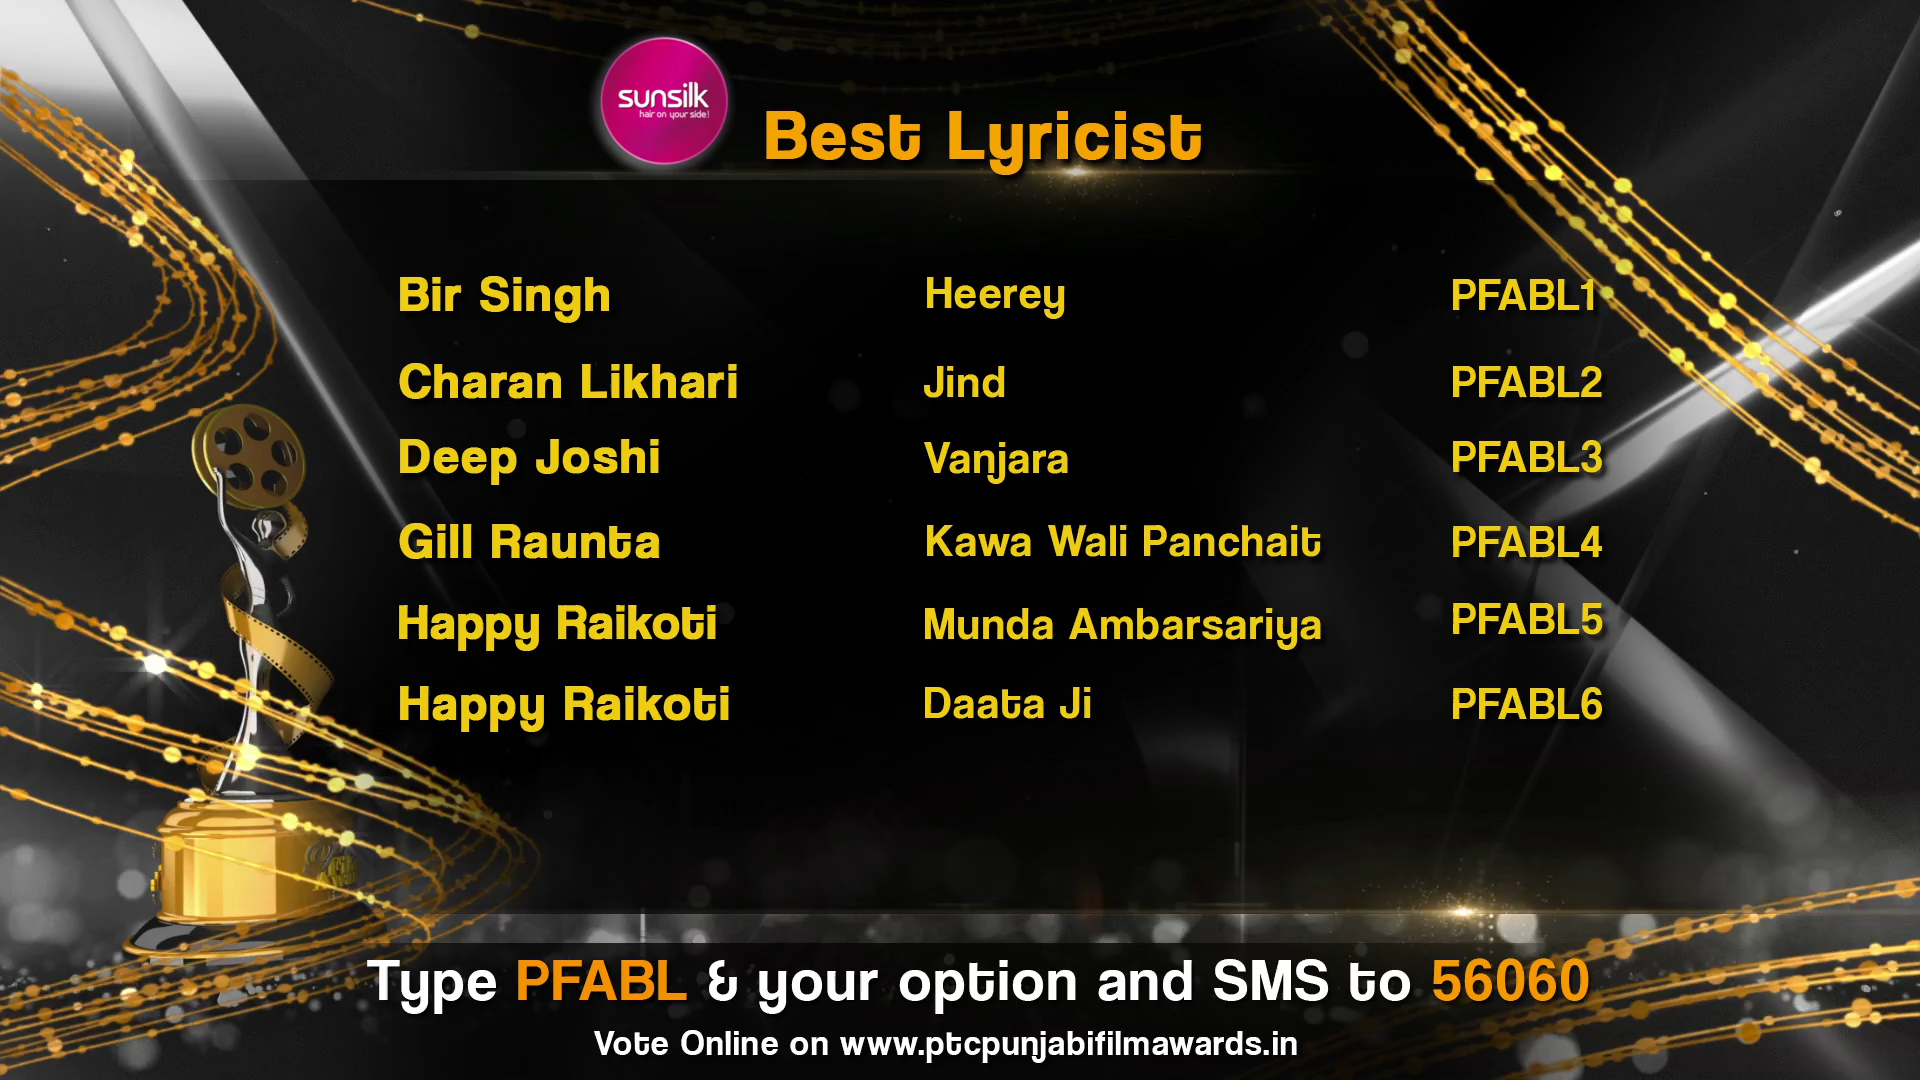 sunsilk
hair on your side!
Best Lyricist
Bir Singh Heerey PFABL1
Charan Likhari Jind PFABL2
Deep Joshi Vanjara PFABL3
Gill Raunta Kawa Wali Panchait PFABL4
Happy Raikoti Munda Ambarsariya PFABL5
Happy Raikoti Daata Ji PFABL6
Type PFABL & your option and SMS to 56060
Vote Online on www.ptcpunjabifilmawards.in